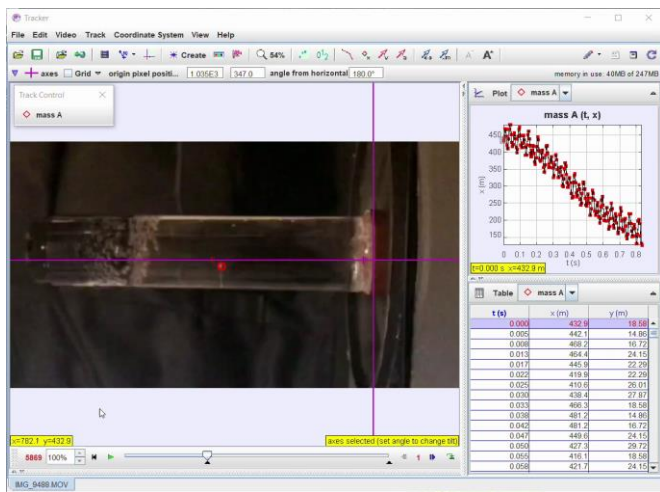 Tracker
File Edit Video Track Coordinate System View Help
Create 54% A A
axes Grid origin pixel positi... 1.035E3 347.0 angle from horizontal 180.0° memory in use: 40MB of 247MB
Track Control
mass A
Plot mass A
mass A (t, x)
x [m]
450
400
350
300
250
200
150
0 0.1 0.2 0.3 0.4 0.5 0.6 0.7 0.8
t (s)
t=0.000 s x=432.9 m
Table mass A
t (s) x (m) y (m)
0.000 432.9 18.58
0.005 442.1 14.86
0.008 468.2 16.72
0.013 464.4 24.15
0.017 445.9 22.29
0.022 419.9 22.29
0.025 410.6 26.01
0.030 438.4 27.87
0.033 466.3 18.58
0.038 481.2 14.86
0.042 481.2 16.72
0.047 449.6 24.15
0.050 427.3 29.72
0.055 416.1 18.58
0.058 421.7 24.15
x=782.1 y=432.9 axes selected (set angle to change tilt)
5869 100% 1
IMG_9488.MOV